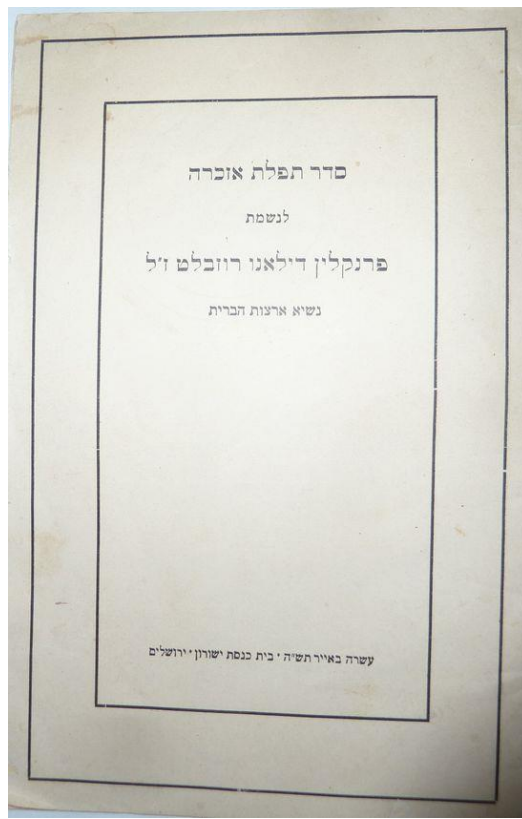 סדר תפלת אזכרה
לנשמת
פרנקלין דילאנו רוזבלט ז"ל
נשיא ארצות הברית
עשרה באייר תש"ה • בית כנסת ישורון • ירושלים